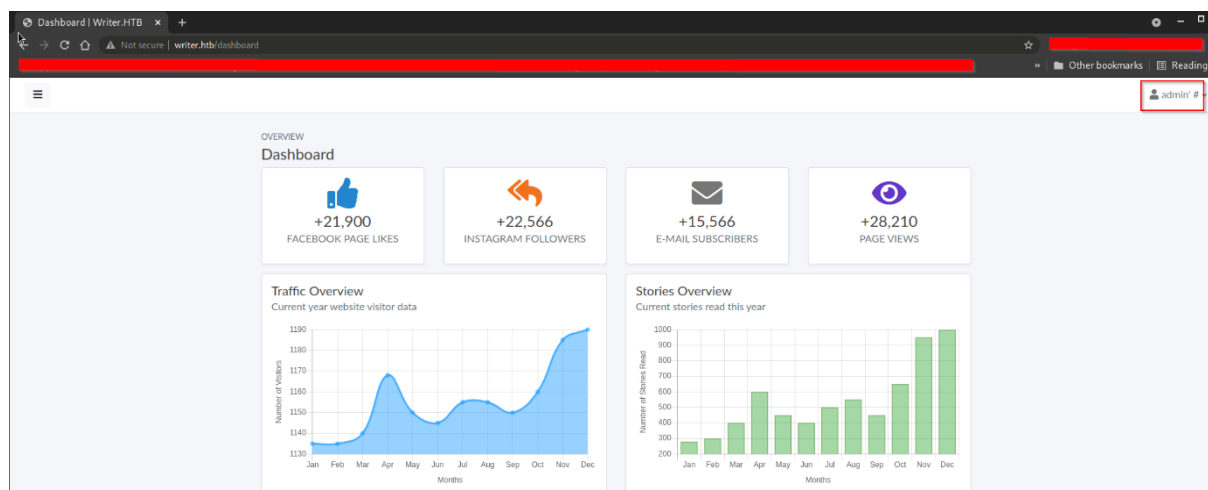 Dashboard | Writer.HTB × +
Not secure | writer.htb/dashboard
» Other bookmarks Reading
admin' #
OVERVIEW
Dashboard
+21,900 +22,566 +15,566 +28,210
FACEBOOK PAGE LIKES INSTAGRAM FOLLOWERS E-MAIL SUBSCRIBERS PAGE VIEWS
Traffic Overview
Current year website visitor data
1190
1180
1170
1160
1150
1140
1130
Number of Visitors
Jan Feb Mar Apr May Jun Jul Aug Sep Oct Nov Dec
Months
Stories Overview
Current stories read this year
1000
900
800
700
600
500
400
300
200
Number of Stories Read
Jan Feb Mar Apr May Jun Jul Aug Sep Oct Nov Dec
Months